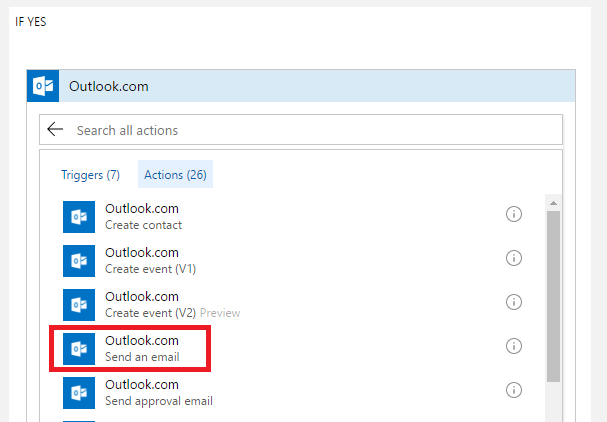 IF YES
Outlook.com
Search all actions
Triggers (7) Actions (26)
Outlook.com
Create contact
Outlook.com
Create event (V1)
Outlook.com
Create event (V2) Preview
Outlook.com
Send an email
Outlook.com
Send approval email